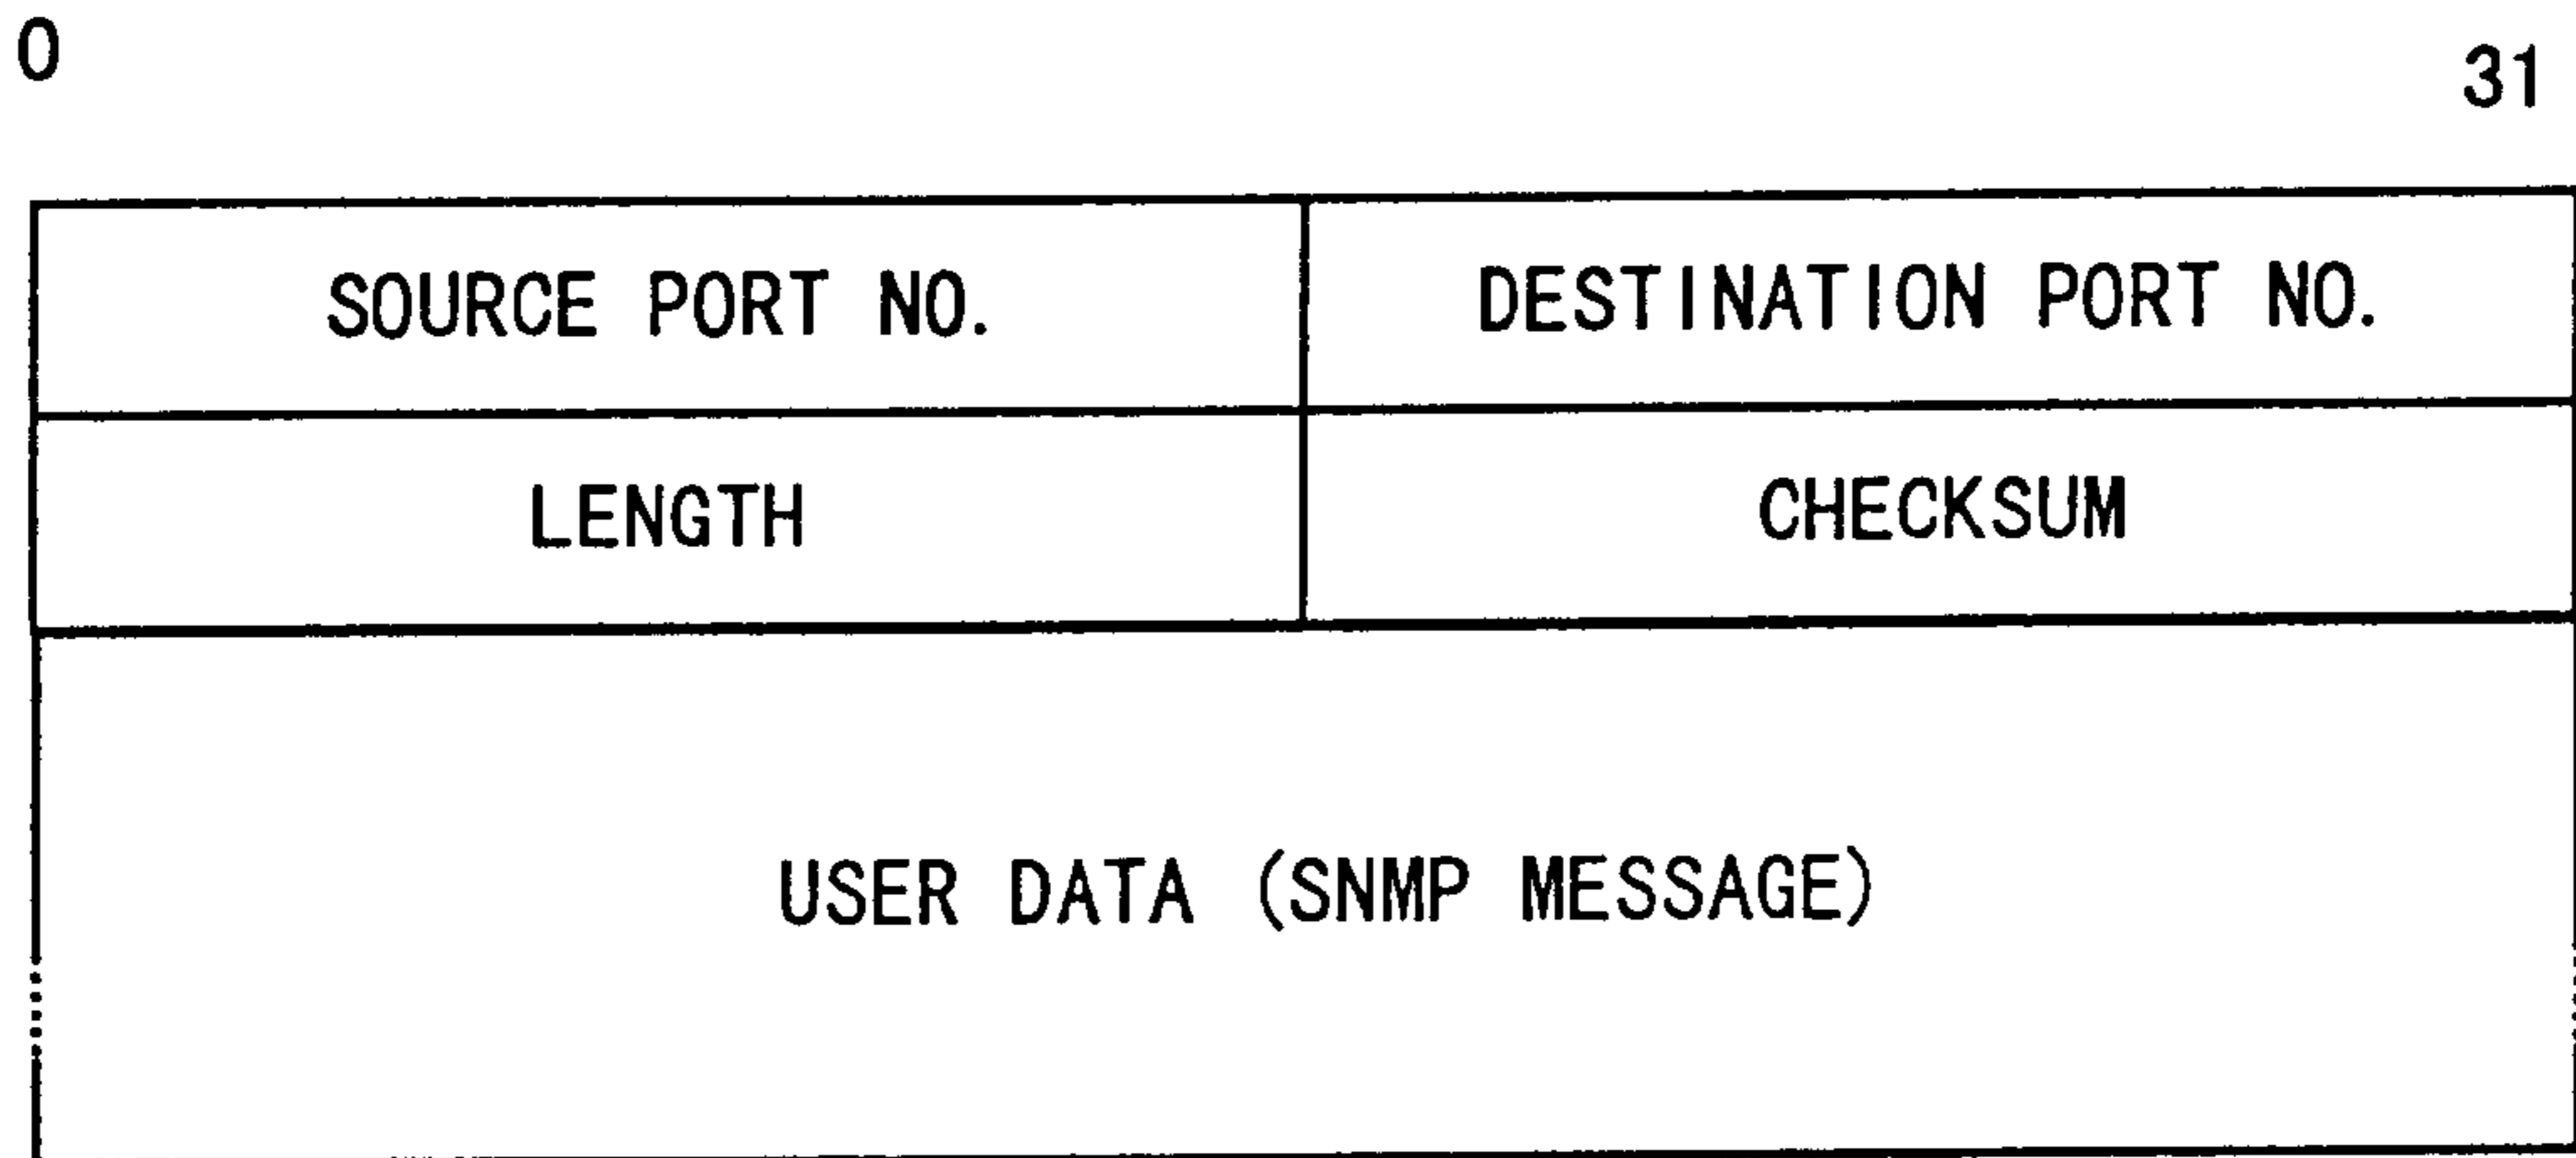 0 31
SOURCE PORT NO. DESTINATION PORT NO.
LENGTH CHECKSUM
USER DATA (SNMP MESSAGE)